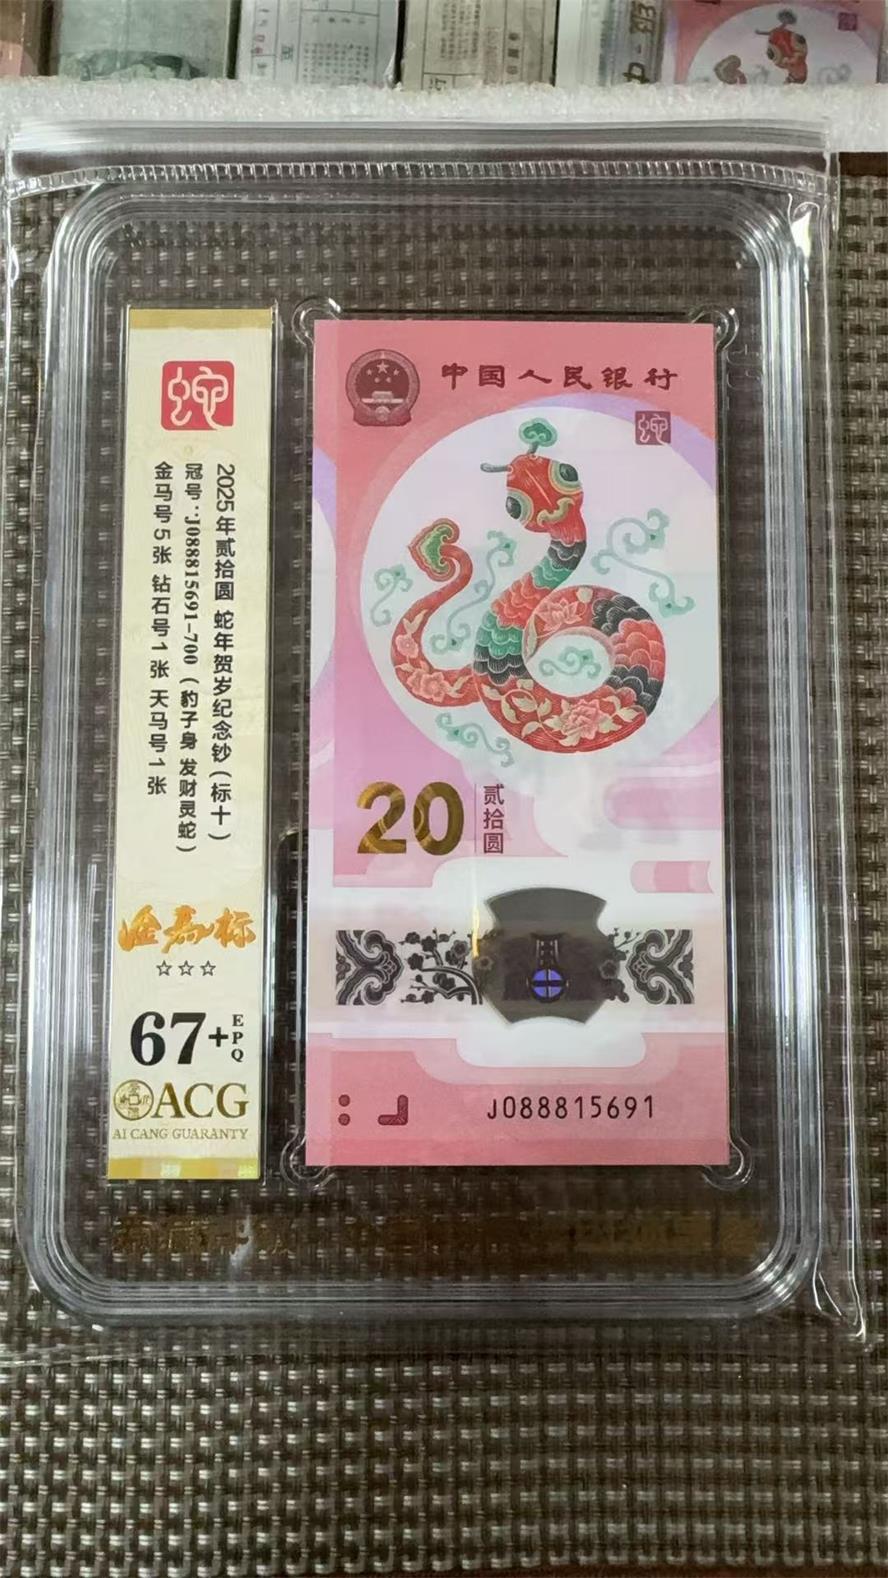 蛇
2025年贰拾圆 蛇年贺岁纪念钞（标十）
冠号：J088815691-700（豹子身 发财灵蛇）
金马号5张 钻石号1张 天马号1张
☆☆☆
67+EPQ
ACG
AI CANG GUARANTY
中国人民银行
蛇
20
贰拾圆
J088815691